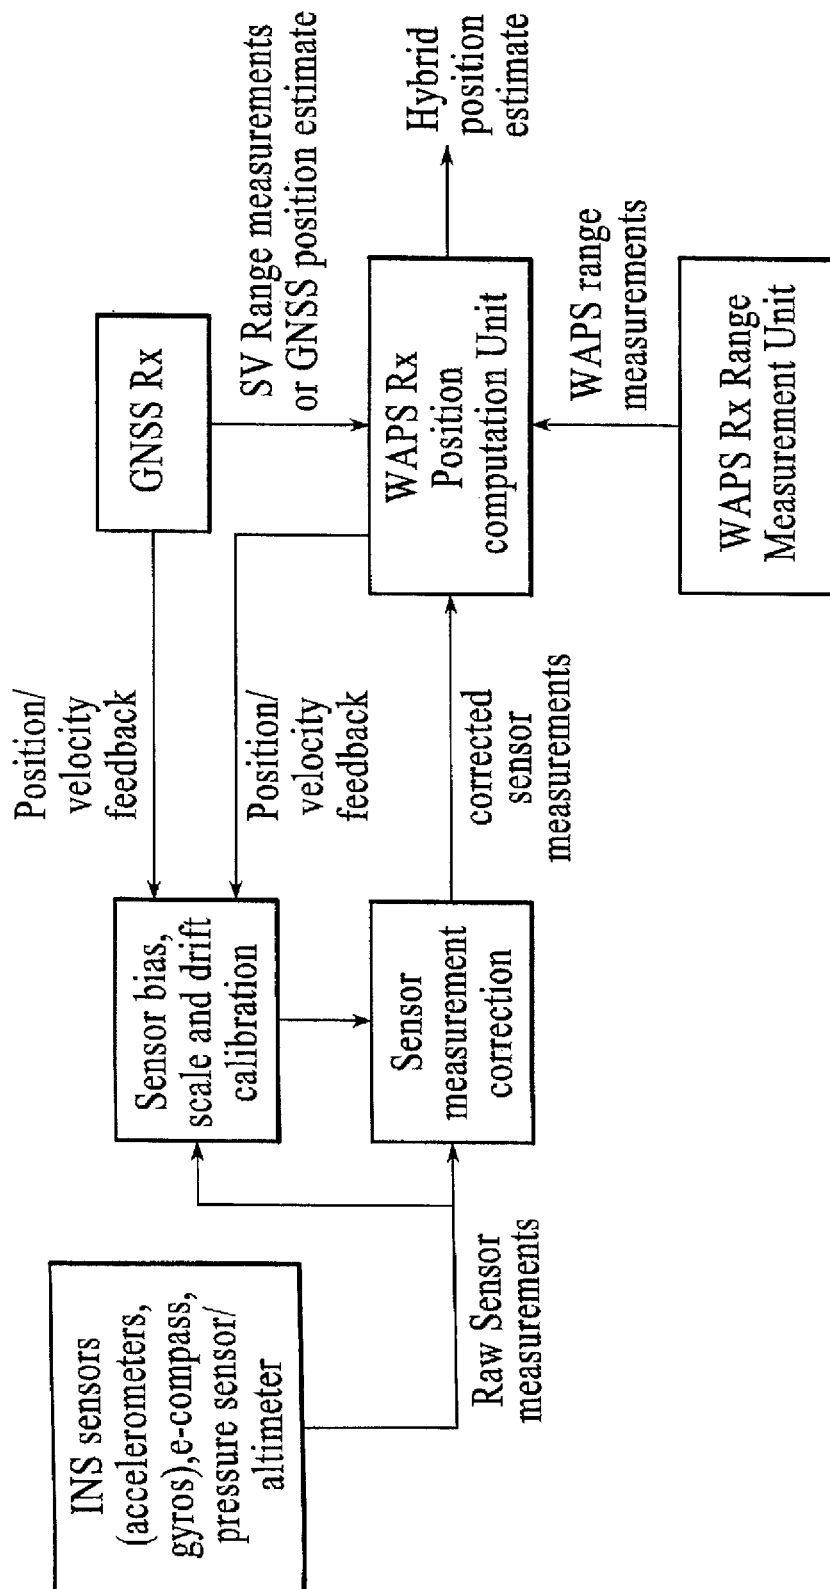 INS sensors
(accelerometers,
gyros),e-compass,
pressure sensor/
altimeter
Raw Sensor
measurements
Sensor bias,
scale and drift
calibration
Sensor
measurement
correction
Position/
velocity
feedback
Position/
velocity
feedback
corrected
sensor
measurements
GNSS Rx
SV Range measurements
or GNSS position estimate
WAPS Rx
Position
computation Unit
Hybrid
position
estimate
WAPS range
measurements
WAPS Rx Range
Measurement Unit